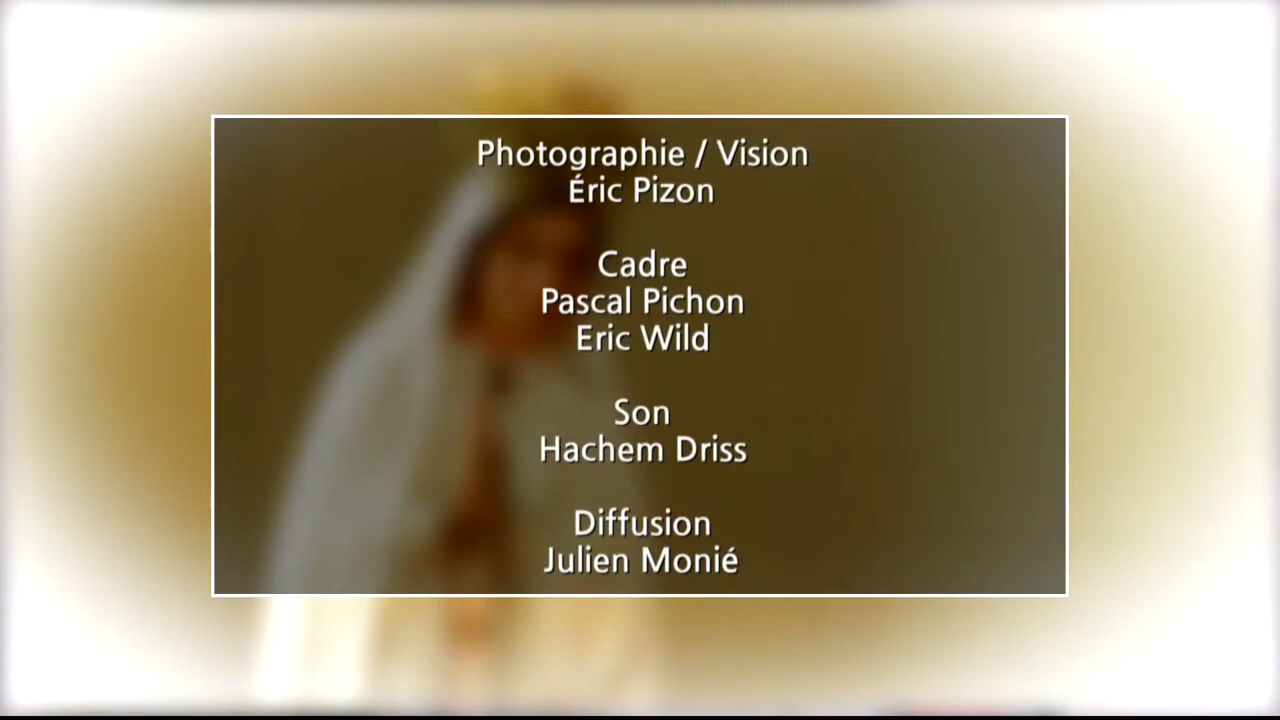 Photographie / Vision
Éric Pizon
Cadre
Pascal Pichon
Eric Wild
Son
Hachem Driss
Diffusion
Julien Monié